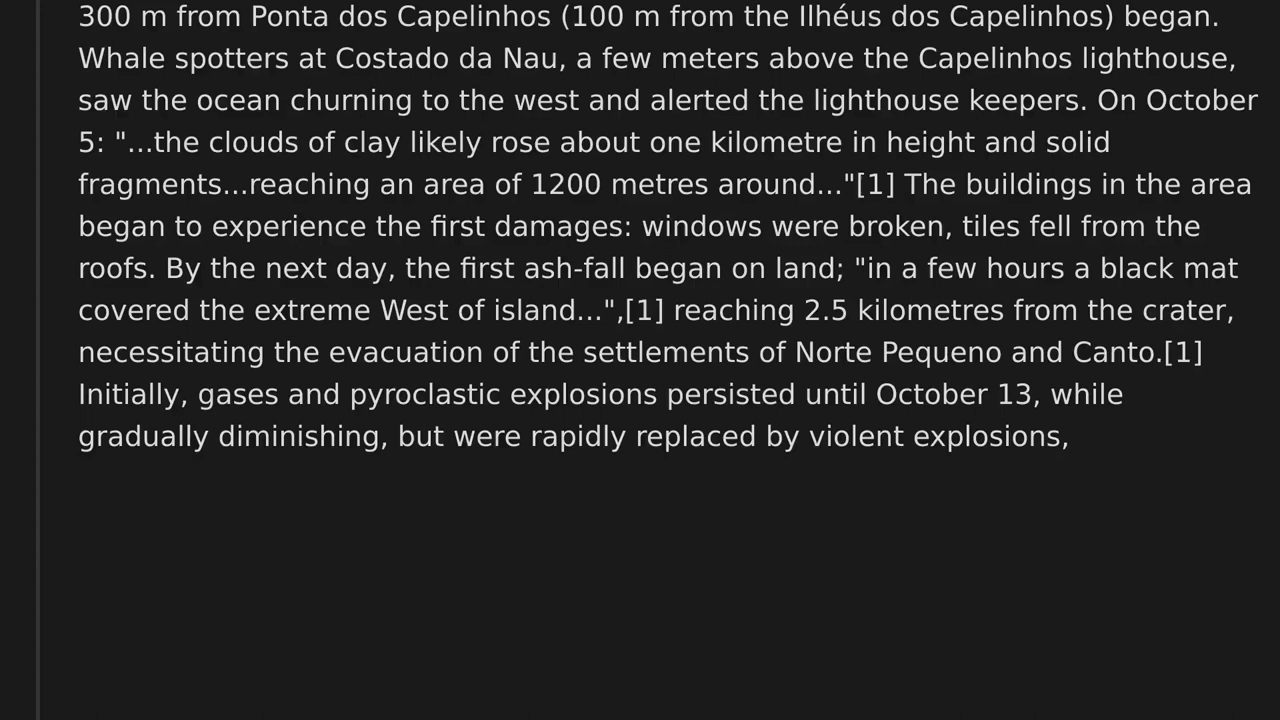 300 m from Ponta dos Capelinhos (100 m from the Ilhéus dos Capelinhos) began.
Whale spotters at Costado da Nau, a few meters above the Capelinhos lighthouse,
saw the ocean churning to the west and alerted the lighthouse keepers. On October
5: "...the clouds of clay likely rose about one kilometre in height and solid
fragments...reaching an area of 1200 metres around..."[1] The buildings in the area
began to experience the first damages: windows were broken, tiles fell from the
roofs. By the next day, the first ash-fall began on land; "in a few hours a black mat
covered the extreme West of island...",[1] reaching 2.5 kilometres from the crater,
necessitating the evacuation of the settlements of Norte Pequeno and Canto.[1]
Initially, gases and pyroclastic explosions persisted until October 13, while
gradually diminishing, but were rapidly replaced by violent explosions,